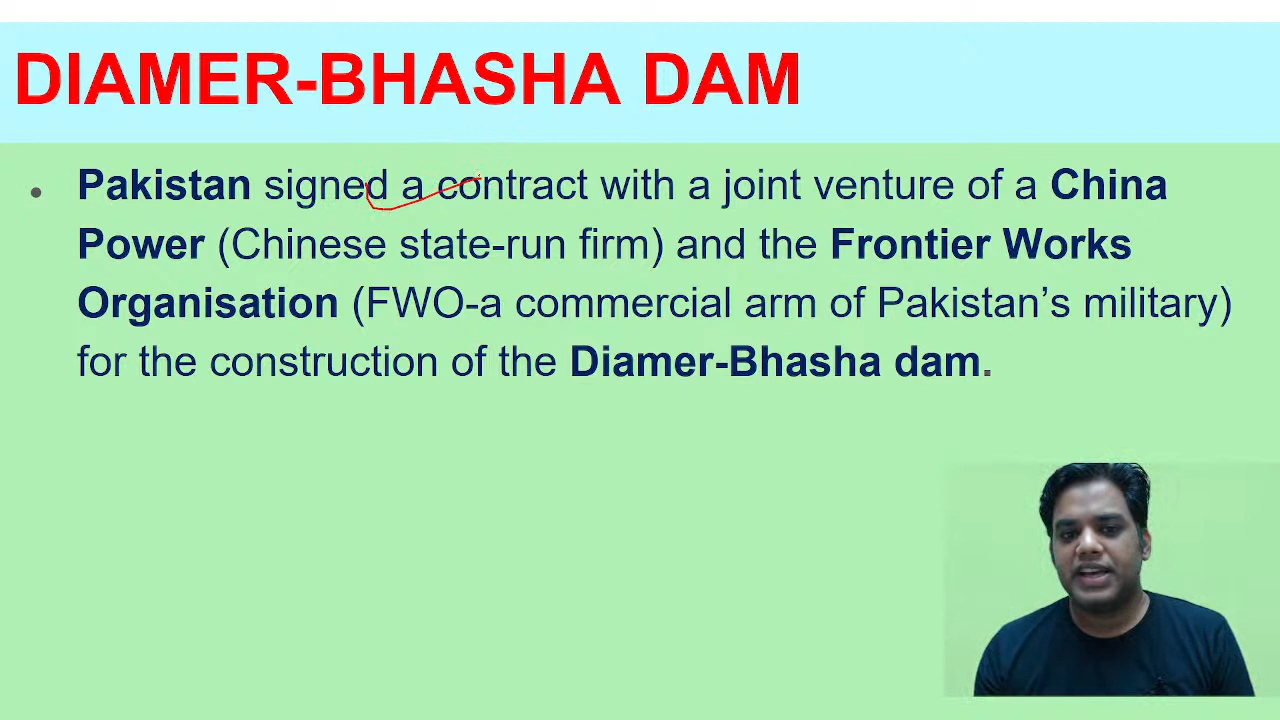 DIAMER-BHASHA DAM
• Pakistan signed a contract with a joint venture of a China
Power (Chinese state-run firm) and the Frontier Works
Organisation (FWO-a commercial arm of Pakistan’s military)
for the construction of the Diamer-Bhasha dam.